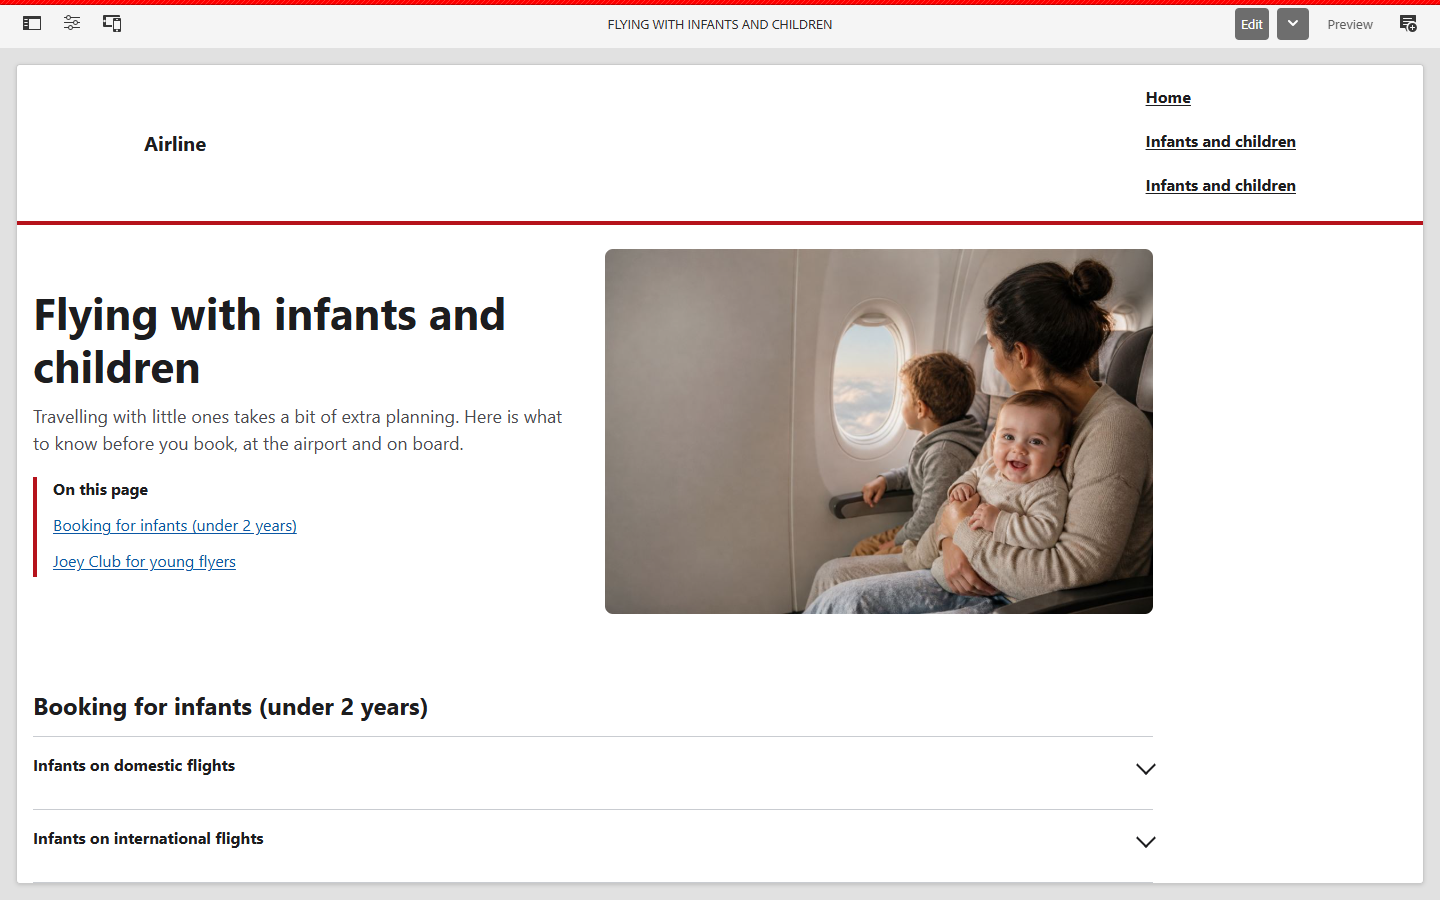 FLYING WITH INFANTS AND CHILDREN
Edit
Preview
Airline
Home
Infants and children
Infants and children
Flying with infants and
children
Travelling with little ones takes a bit of extra planning. Here is what
to know before you book, at the airport and on board.
On this page
Booking for infants (under 2 years)
Joey Club for young flyers
Booking for infants (under 2 years)
Infants on domestic flights
Infants on international flights